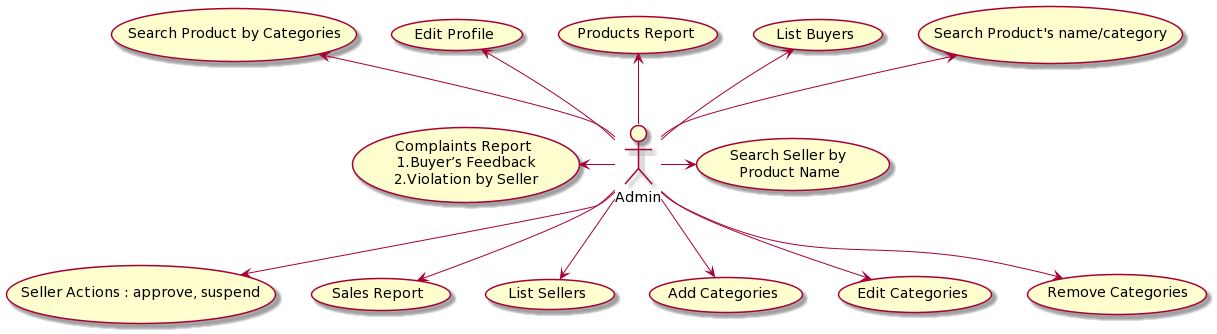 Search Product by Categories
Edit Profile
Products Report
List Buyers
Search Product's name/category
Complaints Report
1.Buyer’s Feedback
2.Violation by Seller
Search Seller by
Product Name
Admin
Seller Actions : approve, suspend
Sales Report
List Sellers
Add Categories
Edit Categories
Remove Categories